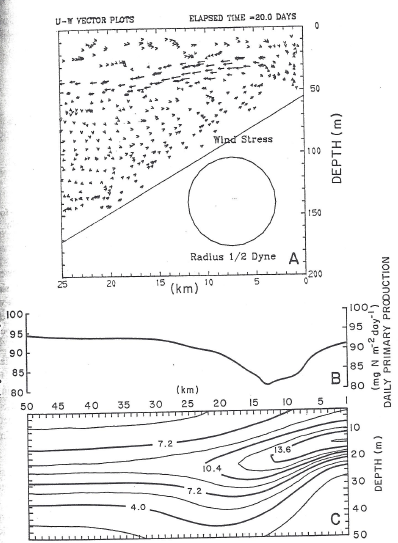 U-W VECTOR PLOTS ELAPSED TIME =20.0 DAYS
0
50
100
150
200
DEPTH (m)
Wind Stress
Radius 1/2 Dyne
A
25 20 15 10 5 0
(km)
100 95 90 85 80
100 95 90 85 80
B
(mg N m⁻² day⁻¹)
DAILY PRIMARY PRODUCTION
(km)
50 45 40 35 30 25 20 15 10 5 1
10
20
30
40
50
DEPTH (m)
7.2
13.6
10.4
7.2
4.0
C